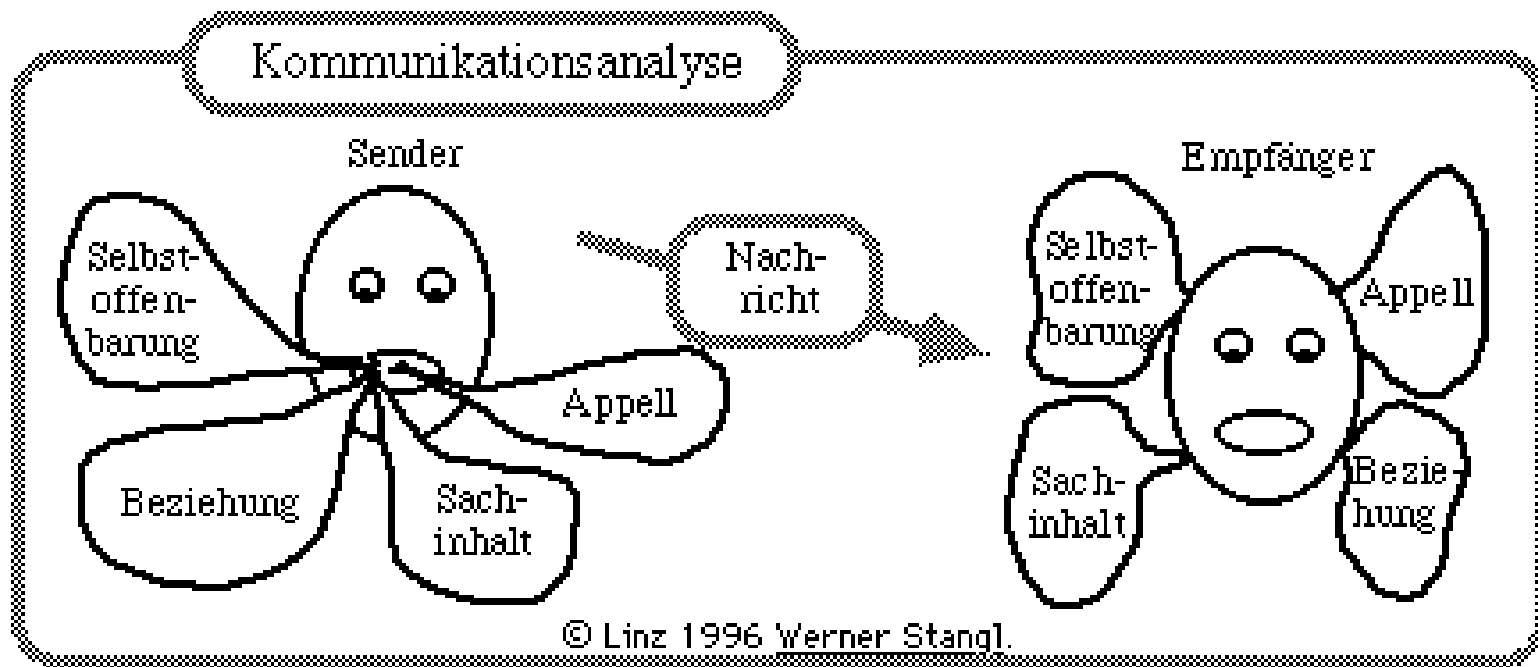 Kommunikationsanalyse
Sender
Selbst-
offen-
barung
Beziehung
Sach-
inhalt
Appell
Nach-
richt
Empfänger
Selbst-
offen-
barung
Appell
Sach-
inhalt
Bezie-
hung
© Linz 1996 Werner Stangl.